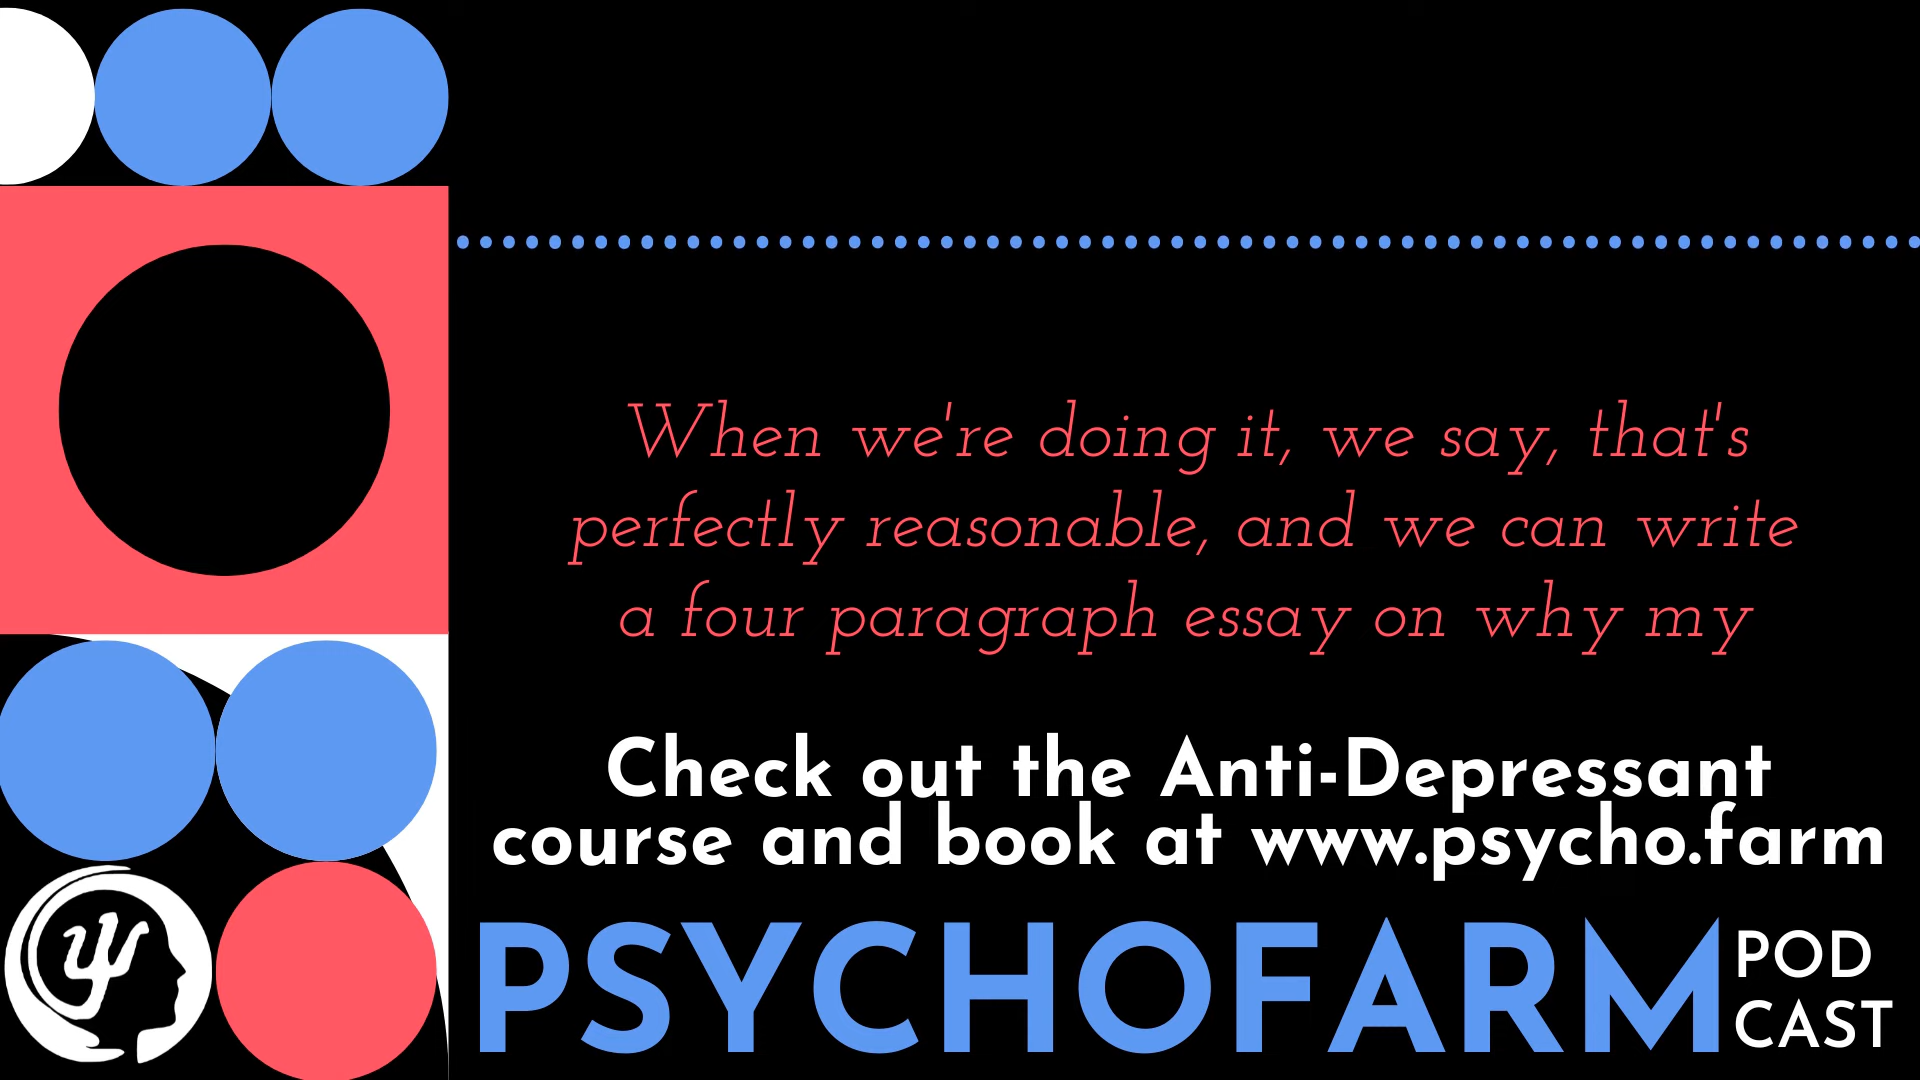 When we're doing it, we say, that's
perfectly reasonable, and we can write
a four paragraph essay on why my
Check out the Anti-Depressant
course and book at www.psycho.farm
PSYCHOFARM
POD
CAST
ψ